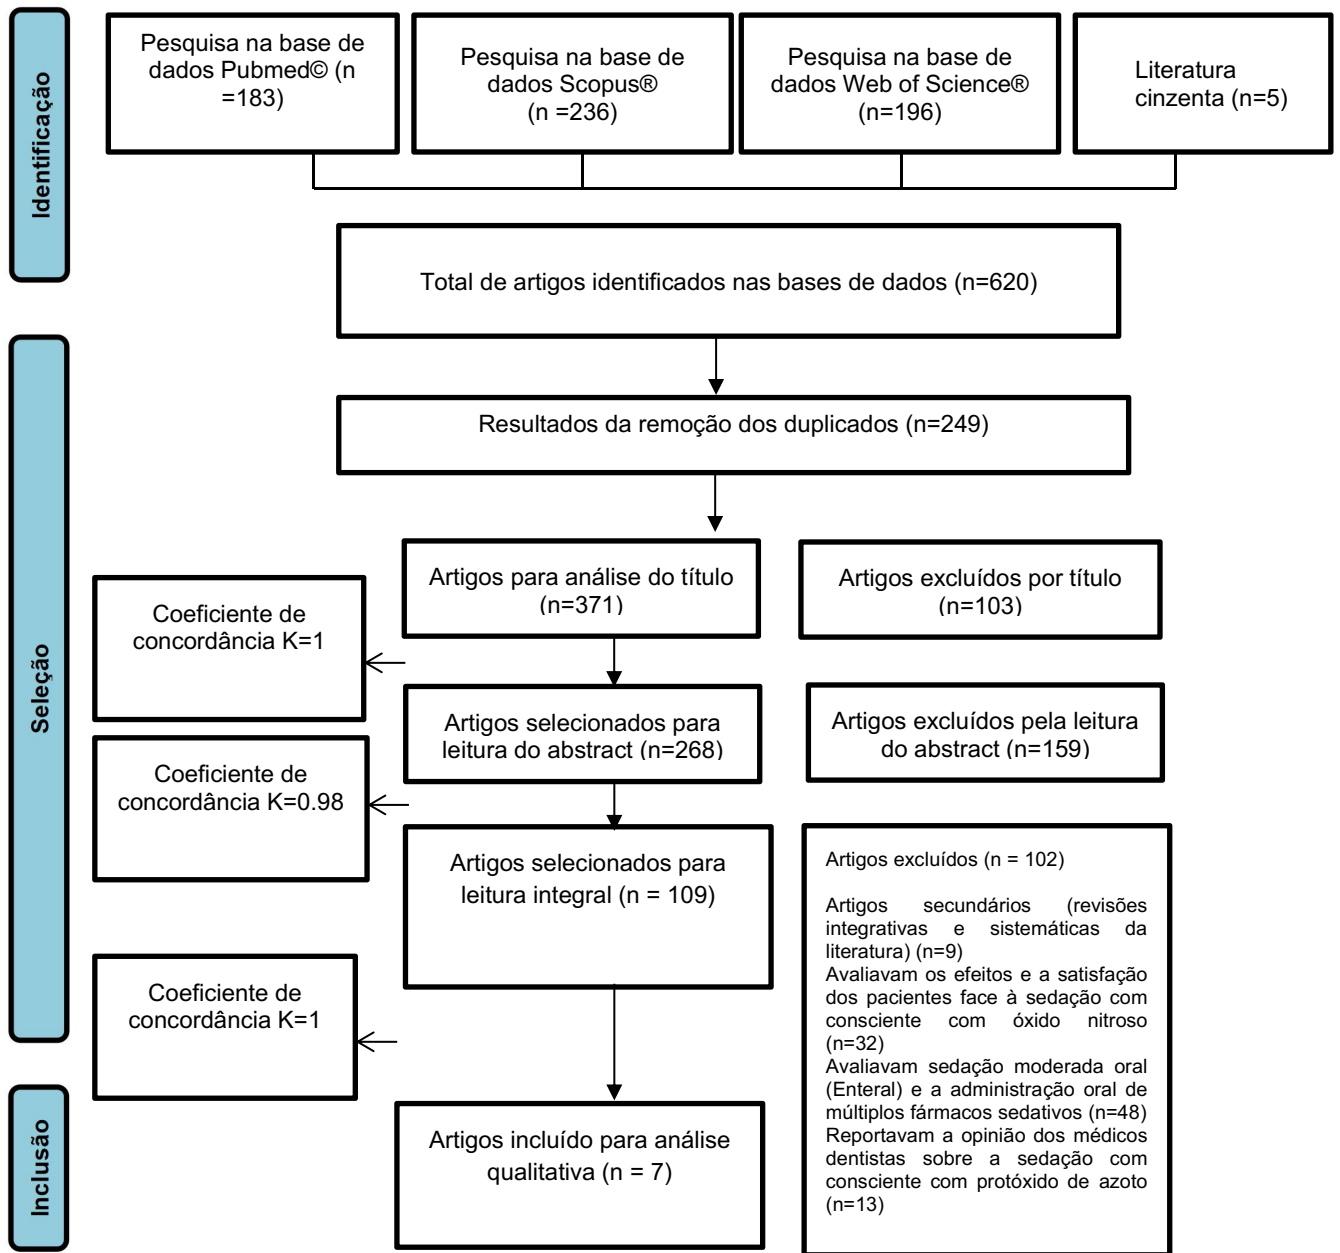 Identificação
Pesquisa na base de
dados Pubmed© (n
=183)
Pesquisa na base de
dados Scopus®
(n =236)
Pesquisa na base de
dados Web of Science®
(n=196)
Literatura
cinzenta (n=5)
Total de artigos identificados nas bases de dados (n=620)
Seleção
Resultados da remoção dos duplicados (n=249)
Artigos para análise do título
(n=371)
Artigos excluídos por título
(n=103)
Coeficiente de
concordância K=1
Artigos selecionados para
leitura do abstract (n=268)
Artigos excluídos pela leitura
do abstract (n=159)
Coeficiente de
concordância K=0.98
Artigos selecionados para
leitura integral (n = 109)
Artigos excluídos (n = 102)
Artigos secundários (revisões
integrativas e sistemáticas da
literatura) (n=9)
Avaliavam os efeitos e a satisfação
dos pacientes face à sedação com
consciente com óxido nitroso
(n=32)
Avaliavam sedação moderada oral
(Enteral) e a administração oral de
múltiplos fármacos sedativos (n=48)
Reportavam a opinião dos médicos
dentistas sobre a sedação com
consciente com protóxido de azoto
(n=13)
Coeficiente de
concordância K=1
Inclusão
Artigos incluído para análise
qualitativa (n = 7)